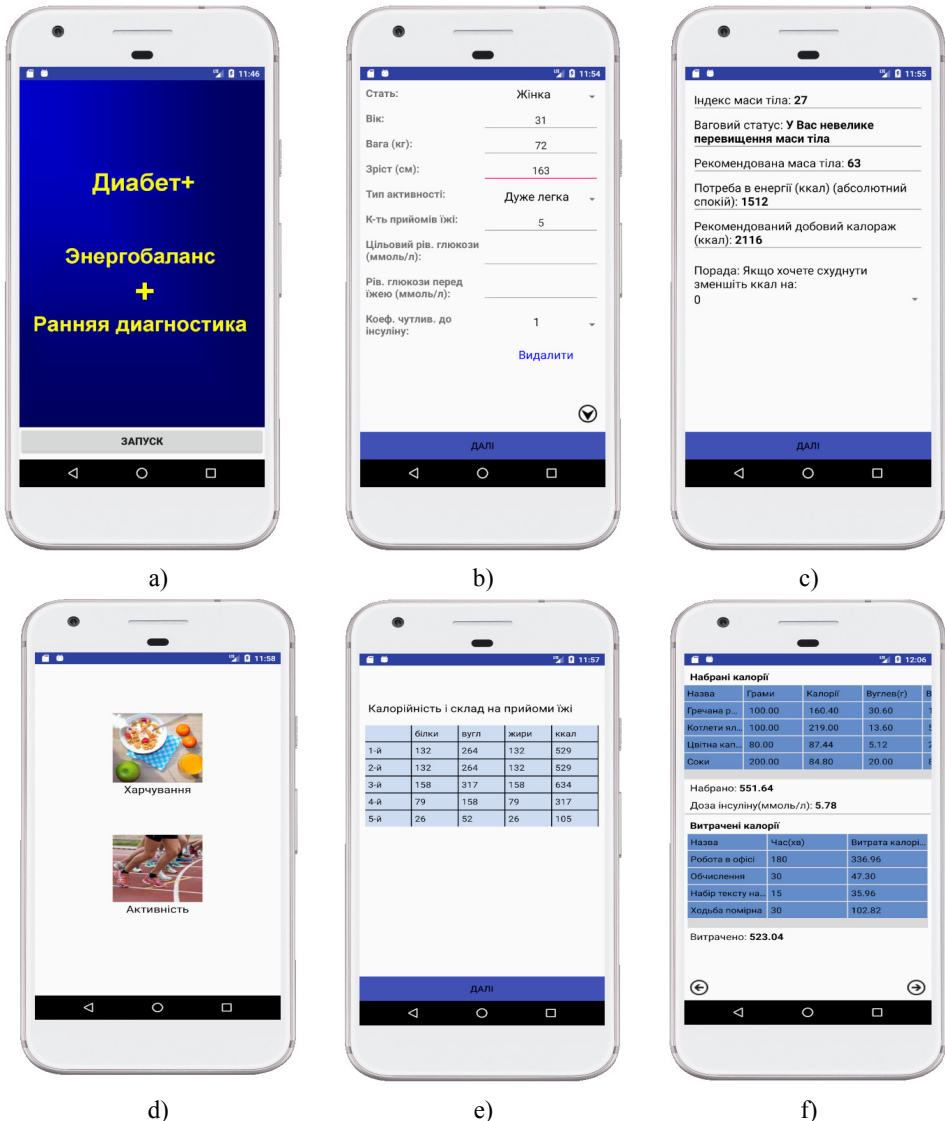 11:46
Диабет+
Энергобаланс
+
Ранняя диагностика
ЗАПУСК
a)
11:54
Стать: Жінка
Вік: 31
Вага (кг): 72
Зріст (см): 163
Тип активності: Дуже легка
К-ть прийомів їжі: 5
Цільовий рів. глюкози
(ммоль/л):
Рів. глюкози перед
їжею (ммоль/л):
Коеф. чутлив. до
інсуліну: 1
Видалити
ДАЛІ
b)
11:55
Індекс маси тіла: 27
Ваговий статус: У Вас невелике
перевищення маси тіла
Рекомендована маса тіла: 63
Потреба в енергії (ккал) (абсолютний
спокій): 1512
Рекомендований добовий калораж
(ккал): 2116
Порада: Якщо хочете схуднути
зменшіть ккал на:
0
ДАЛІ
c)
11:58
Харчування
Активність
d)
11:57
Калорійність і склад на прийоми їжі
білки вугл жири ккал
1-й 132 264 132 529
2-й 132 264 132 529
3-й 158 317 158 634
4-й 79 158 79 317
5-й 26 52 26 105
ДАЛІ
e)
12:06
Набрані калорії
Назва Грами Калорії Вуглев(г) В
Гречана р... 100.00 160.40 30.60 1
Котлети ял... 100.00 219.00 13.60 5
Цвітна кап... 80.00 87.44 5.12 2
Соки 200.00 84.80 20.00 8
Набрано: 551.64
Доза інсуліну(ммоль/л): 5.78
Витрачені калорії
Назва Час(хв) Витрата калорі...
Робота в офісі 180 336.96
Обчислення 30 47.30
Набір тексту на... 15 35.96
Ходьба помірна 30 102.82
Витрачено: 523.04
f)